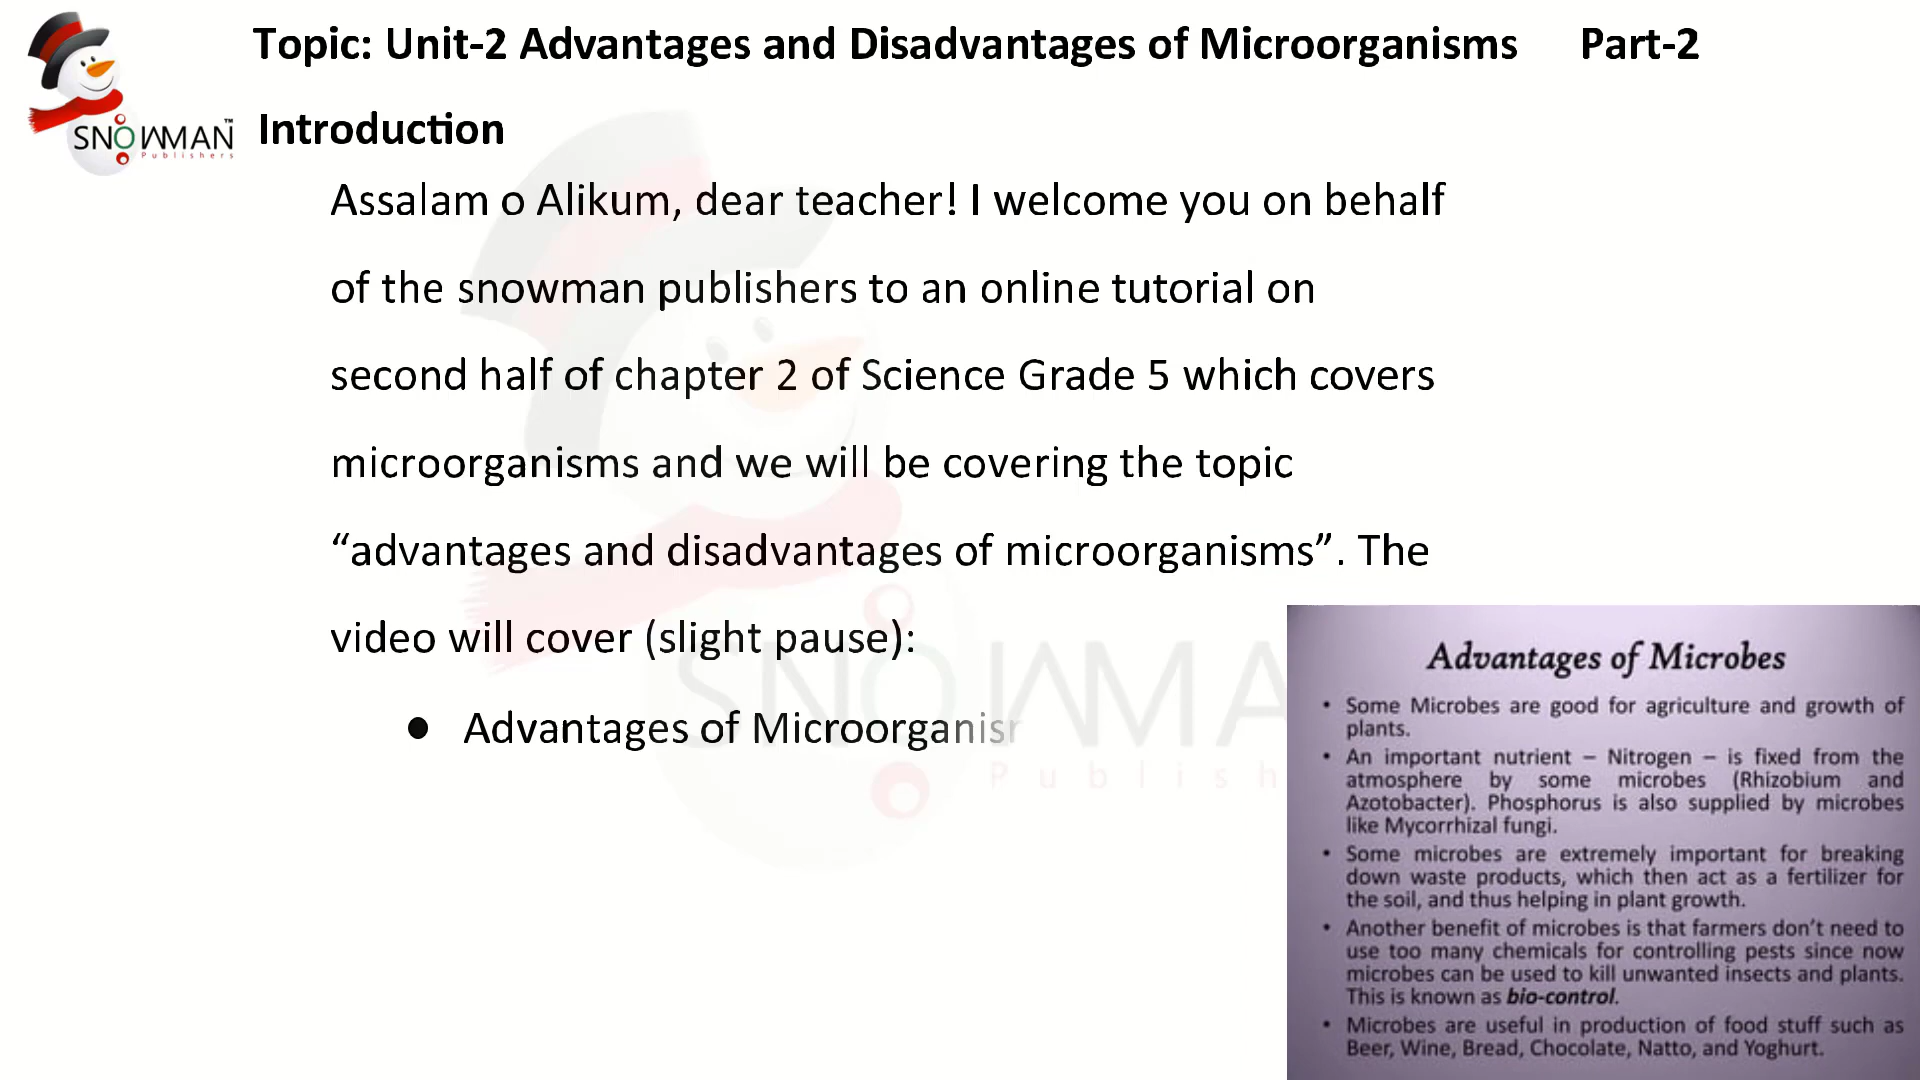 Topic: Unit-2 Advantages and Disadvantages of Microorganisms Part-2
SNOWMAN™
Publishers
Introduction
Assalam o Alikum, dear teacher! I welcome you on behalf
of the snowman publishers to an online tutorial on
second half of chapter 2 of Science Grade 5 which covers
microorganisms and we will be covering the topic
“advantages and disadvantages of microorganisms”. The
video will cover (slight pause):
● Advantages of Microorganisr
SNOWMA
Publish
Advantages of Microbes
• Some Microbes are good for agriculture and growth of
plants.
• An important nutrient – Nitrogen – is fixed from the
atmosphere by some microbes (Rhizobium and
Azotobacter). Phosphorus is also supplied by microbes
like Mycorrhizal fungi.
• Some microbes are extremely important for breaking
down waste products, which then act as a fertilizer for
the soil, and thus helping in plant growth.
• Another benefit of microbes is that farmers don’t need to
use too many chemicals for controlling pests since now
microbes can be used to kill unwanted insects and plants.
This is known as bio-control.
• Microbes are useful in production of food stuff such as
Beer, Wine, Bread, Chocolate, Natto, and Yoghurt.